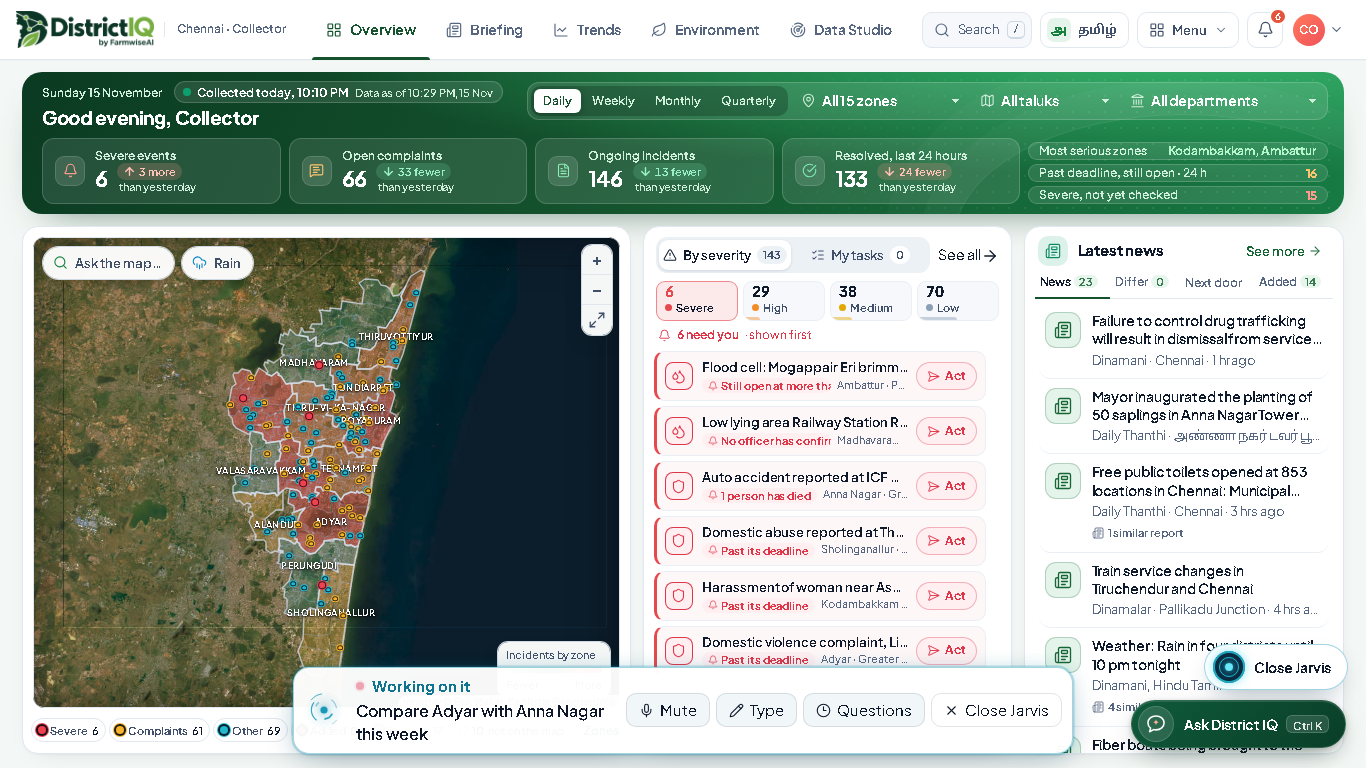 DistrictIQ
by FarmwiseAI
Chennai · Collector
Overview
Briefing
Trends
Environment
Data Studio
Search /
அ தமிழ்
Menu
6
CO
Sunday 15 November
Collected today, 10:10 PM Data as of 10:29 PM, 15 Nov
Good evening, Collector
Daily Weekly Monthly Quarterly
All 15 zones
All taluks
All departments
Severe events
6 ↑ 3 more
than yesterday
Open complaints
66 ↓ 33 fewer
than yesterday
Ongoing incidents
146 ↓ 13 fewer
than yesterday
Resolved, last 24 hours
133 ↓ 24 fewer
than yesterday
Most serious zones Kodambakkam, Ambattur
Past deadline, still open · 24 h 16
Severe, not yet checked 15
Ask the map...
Rain
+
−
THIRUVOTTIYUR
MADHAVARAM
TONDIARPET
THIRU-VI-KA-NAGAR
ROYAPURAM
VALASARAVAKKAM
TEYNAMPET
ALANDUR
ADYAR
PERUNGUDI
SHOLINGANALLUR
Incidents by zone
Severe 6
Complaints 61
Other 69
By severity 143
My tasks 0
See all →
6
Severe
29
High
38
Medium
70
Low
6 need you · shown first
Flood cell: Mogappair Eri brimm...
Still open at more tha Ambattur · P...
Act
Low lying area Railway Station R...
No officer has confir Madhavara...
Act
Auto accident reported at ICF ...
1 person has died Anna Nagar · Gr...
Act
Domestic abuse reported at Th...
Past its deadline Sholinganallur · ...
Act
Harassment of woman near As...
Past its deadline Kodambakkam ...
Act
Domestic violence complaint, Li...
Past its deadline Adyar · Greater ...
Act
Latest news
See more →
News 23
Differ 0
Next door
Added 14
Failure to control drug trafficking
will result in dismissal from service...
Dinamani · Chennai · 1 hr ago
Mayor inaugurated the planting of
50 saplings in Anna Nagar Tower...
Daily Thanthi · அண்ணா நகர் டவர் பூ...
Free public toilets opened at 853
locations in Chennai: Municipal...
Daily Thanthi · Chennai · 3 hrs ago
1 similar report
Train service changes in
Tiruchendur and Chennai
Dinamalar · Pallikadu Junction · 4 hrs a...
Weather: Rain in four districts until
10 pm tonight
Dinamani, Hindu Tam
4 simil
Fiber boats being brought to the
Working on it
Compare Adyar with Anna Nagar
this week
Mute
Type
Questions
Close Jarvis
Close Jarvis
Ask District IQ Ctrl K